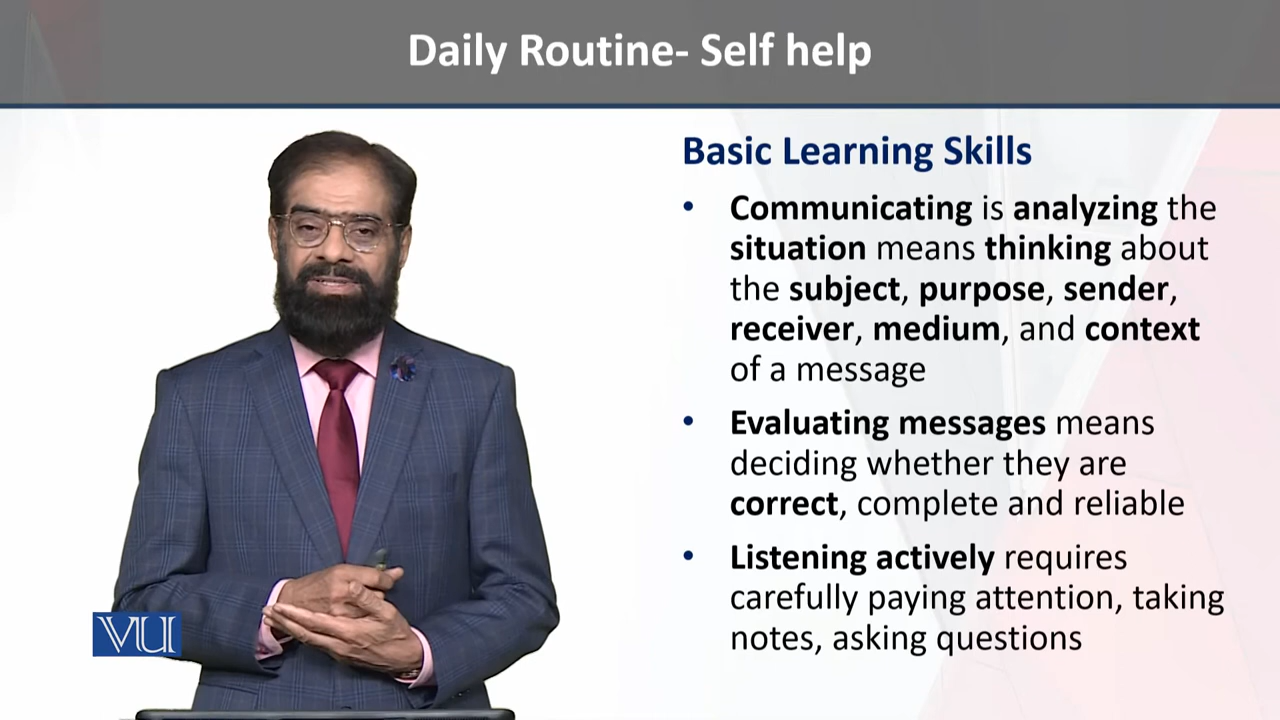 Daily Routine- Self help
Basic Learning Skills
• Communicating is analyzing the
situation means thinking about
the subject, purpose, sender,
receiver, medium, and context
of a message
• Evaluating messages means
deciding whether they are
correct, complete and reliable
• Listening actively requires
carefully paying attention, taking
notes, asking questions
VU